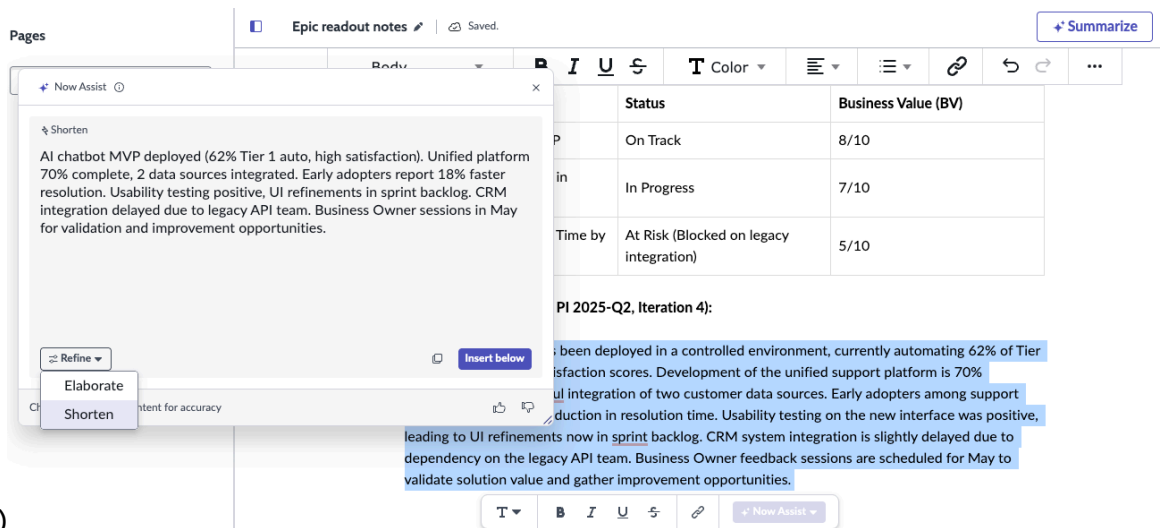 Pages
Epic readout notes
Saved.
Summarize
Body
B I U S
T Color
Now Assist
Shorten
AI chatbot MVP deployed (62% Tier 1 auto, high satisfaction). Unified platform
70% complete, 2 data sources integrated. Early adopters report 18% faster
resolution. Usability testing positive, UI refinements in sprint backlog. CRM
integration delayed due to legacy API team. Business Owner sessions in May
for validation and improvement opportunities.
Refine
Insert below
Elaborate
Shorten
for accuracy
Status Business Value (BV)
P On Track 8/10
in
In Progress 7/10
Time by At Risk (Blocked on legacy
integration) 5/10
PI 2025-Q2, Iteration 4):
been deployed in a controlled environment, currently automating 62% of Tier
scores. Development of the unified support platform is 70%
integration of two customer data sources. Early adopters among support
in resolution time. Usability testing on the new interface was positive,
leading to UI refinements now in sprint backlog. CRM system integration is slightly delayed due to
dependency on the legacy API team. Business Owner feedback sessions are scheduled for May to
validate solution value and gather improvement opportunities.
T B I U S
Now Assist